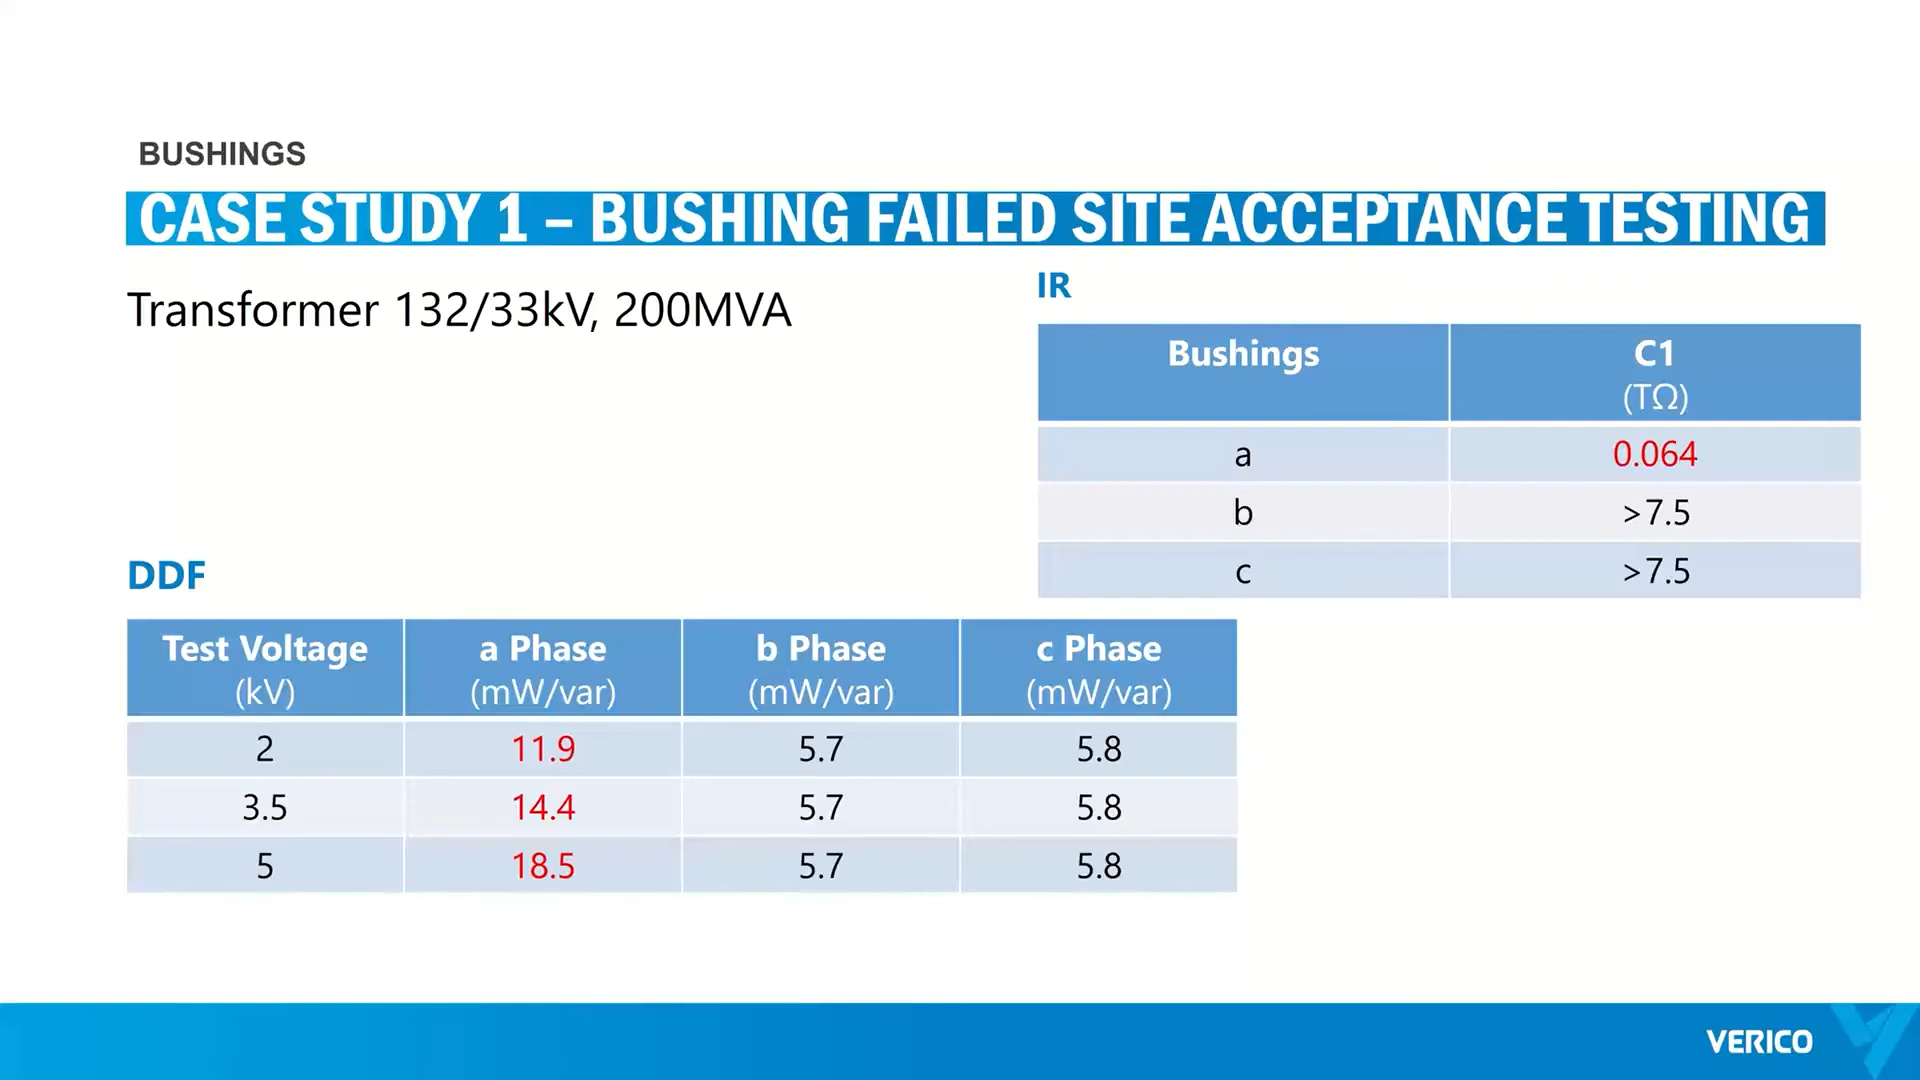 BUSHINGS
CASE STUDY 1 – BUSHING FAILED SITE ACCEPTANCE TESTING
Transformer 132/33kV, 200MVA
IR
Bushings C1
(TΩ)
a 0.064
b >7.5
c >7.5
DDF
Test Voltage a Phase b Phase c Phase
(kV) (mW/var) (mW/var) (mW/var)
2 11.9 5.7 5.8
3.5 14.4 5.7 5.8
5 18.5 5.7 5.8
VERICO